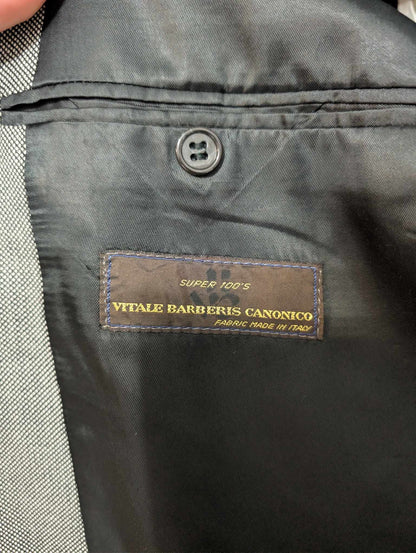 SUPER 100'S
VITALE BARBERIS CANONICO
FABRIC MADE IN ITALY